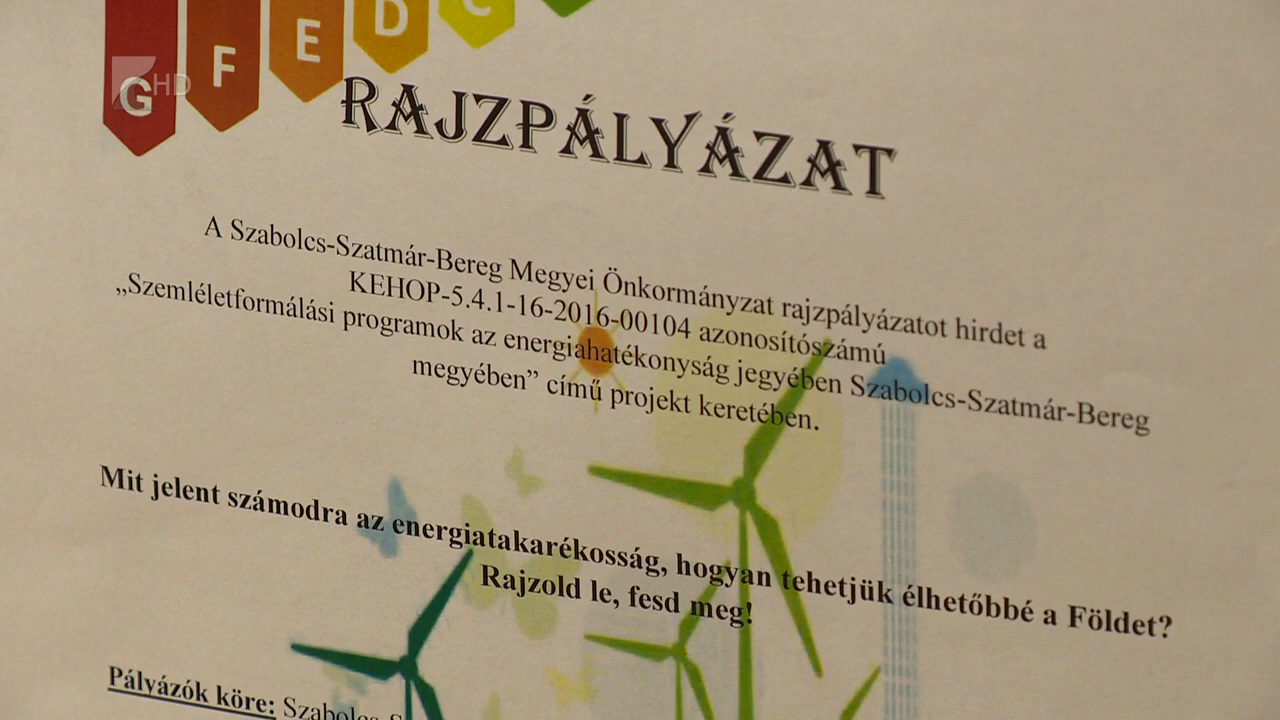 G F E D C
HD
RAJZPÁLYÁZAT
A Szabolcs-Szatmár-Bereg Megyei Önkormányzat rajzpályázatot hirdet a
KEHOP-5.4.1-16-2016-00104 azonosítószámú
„Szemléletformálási programok az energiahatékonyság jegyében Szabolcs-Szatmár-Bereg
megyében” című projekt keretében.
Mit jelent számodra az energiatakarékosság, hogyan tehetjük élhetőbbé a Földet?
Rajzold le, fesd meg!
Pályázók köre: